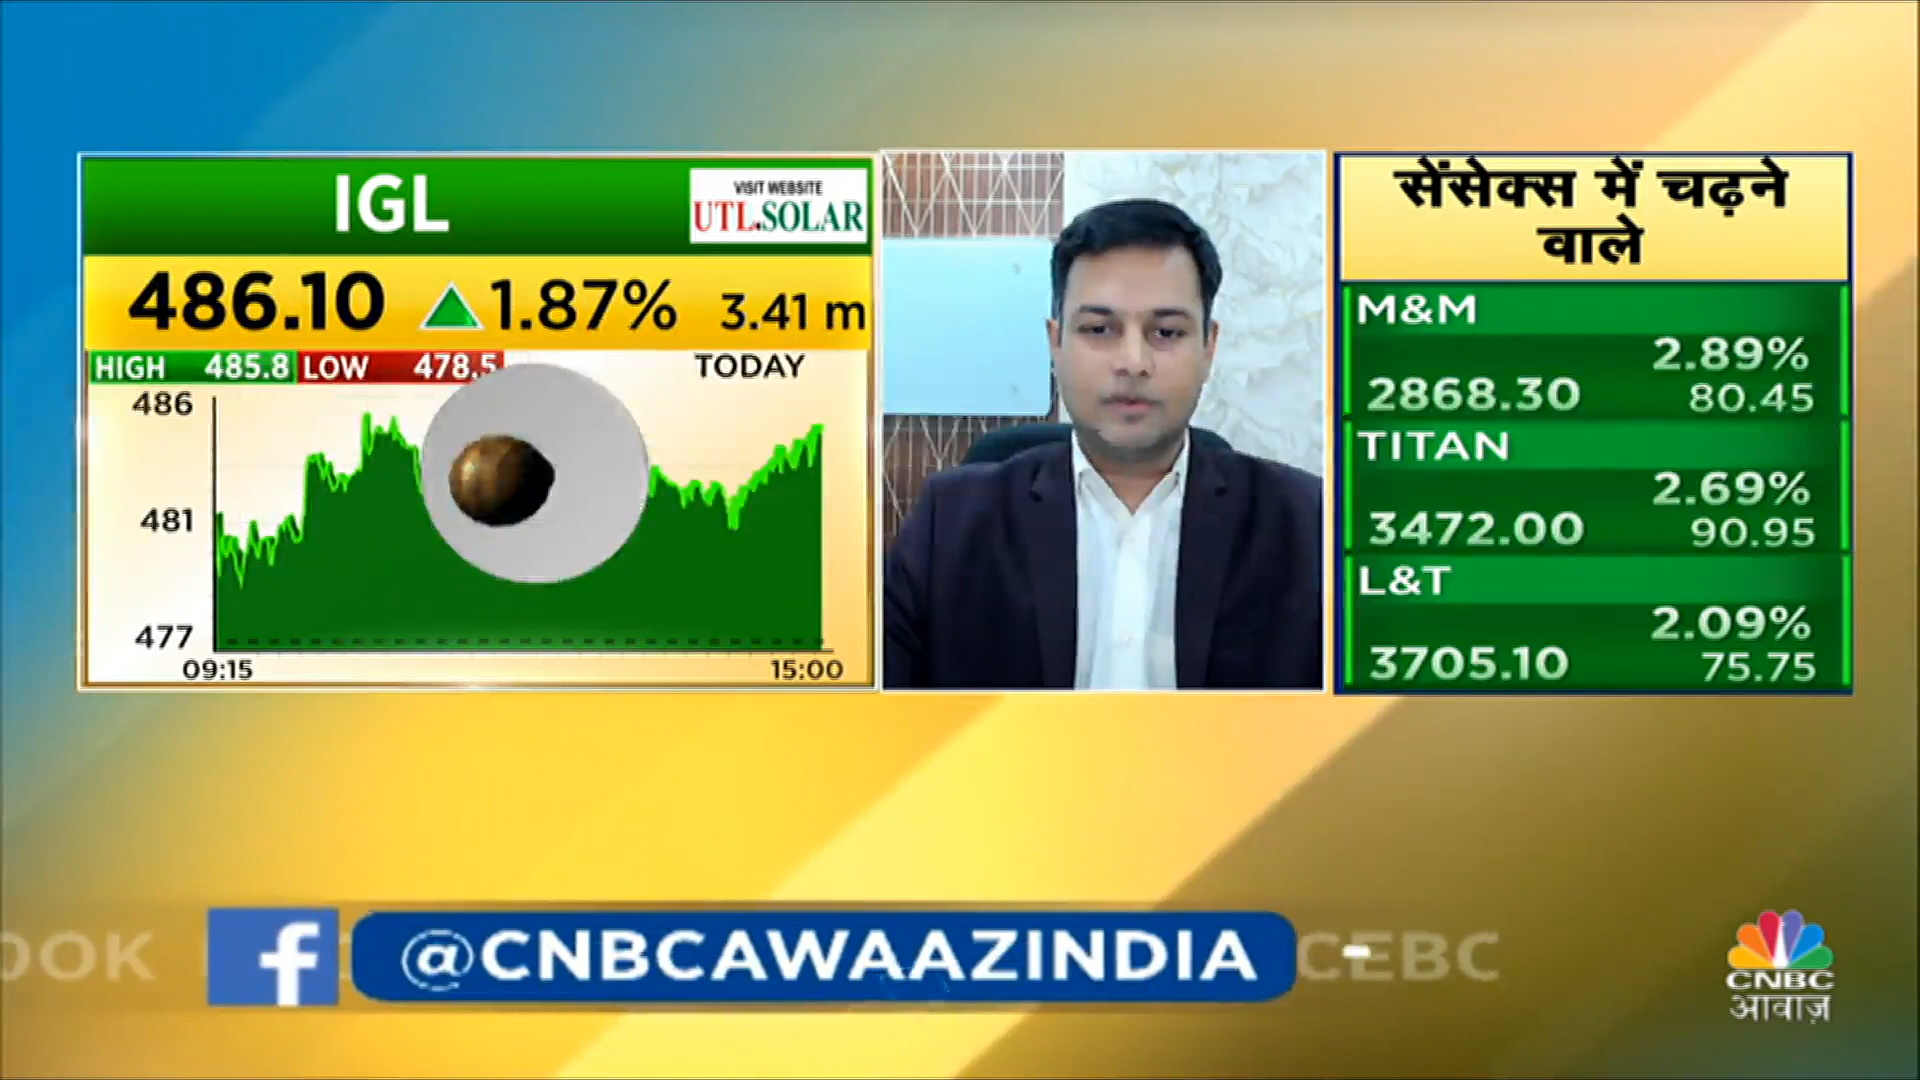 IGL
VISIT WEBSITE
UTL.SOLAR
486.10 1.87% 3.41 m
HIGH 485.8 LOW 478.5 TODAY
486
481
477
09:15 15:00
सेंसेक्स में चढ़ने
वाले
M&M
2.89%
2868.30 80.45
TITAN
2.69%
3472.00 90.95
L&T
2.09%
3705.10 75.75
@CNBCAWAAZINDIA
CNBC
आवाज़